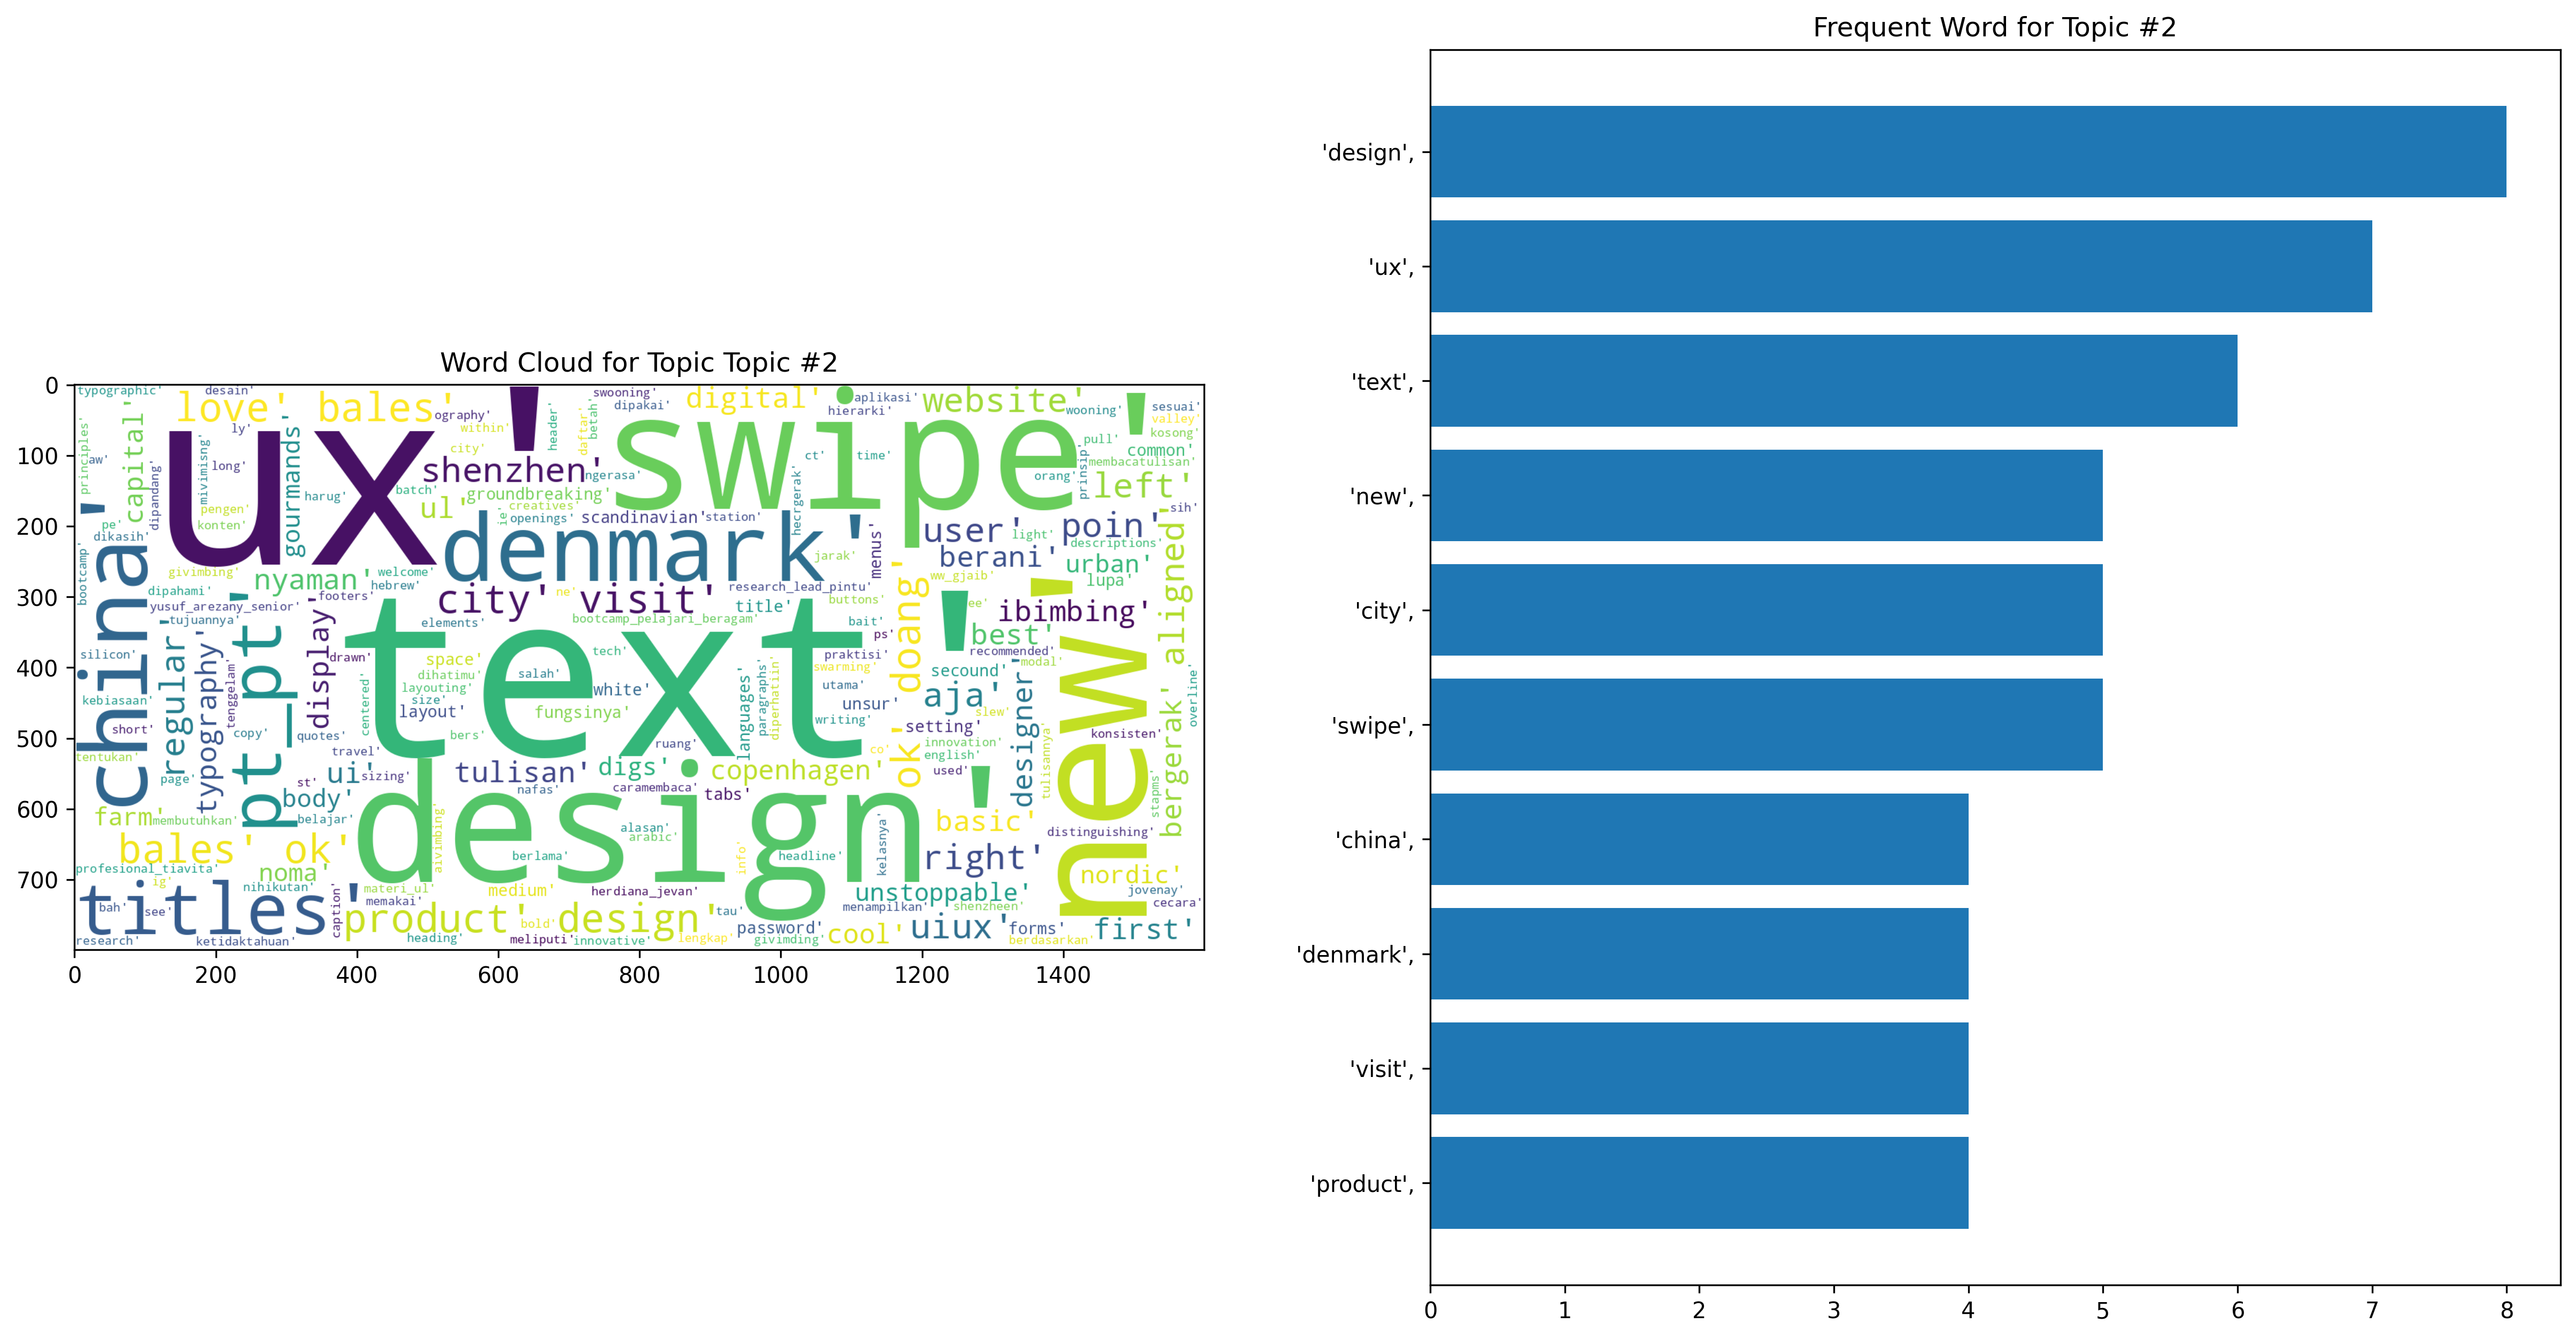 Word Cloud for Topic Topic #2
0
100
200
300
400
500
600
700
0
200
400
600
800
1000
1200
1400
typographic'
desain'
love' bales'
ography'
swooning'
dipakai'
digital'
aplikasi'
hierarki'
website'
wooning'
sesuai'
valley'
kosong'
principles'
aw'
capital'
ly'
long'
mivimisng'
dipandang'
gourmands'
harug'
pengen'
konten'
pe'
dikasih'
ux'
within'
city'
header'
daftar'
betah'
shenzhen'
ngerasa'
batch'
groundbreaking'
creatives'
ul'
openings'
scandinavian'
station'
swipe'
ct'
time'
orang'
prinsip'
pull'
common'
membacatulisan'
left'
hecrgerak'
denmark'
jarak'
menus'
user'
light'
poin'
sih'
descriptions'
berani'
urban'
lupa'
ww_gjaib'
aligned'
china'
bootcamp'
givimbing'
nyaman'
welcome'
hebrew'
dipahami'
footers'
yusuf_arezany_senior'
tujuannya'
city'
visit'
ne'
research_lead_pintu'
title'
buttons'
elements'
bootcamp_pelajari_beragam'
bait'
ps'
doang'
ee'
ibimbing'
best'
new'
silicon'
regular'
typography'
pt_pt'
display'
tenggelam'
kebiasaan'
short'
tentukan'
page'
copy'
quotes'
travel'
st'
sizing'
drawn'
centered'
text'
space'
dihatimu'
layouting'
size'
layout'
bers'
tech'
salah'
white'
fungsinya'
ruang'
languages'
paragraphs'
diperhatiin'
praktisi'
swarming'
utama'
unsur'
writing'
co'
ok'
recommended'
modal'
secound'
aja'
slew'
setting'
innovation'
english'
used'
designer'
tulisannya'
konsisten'
overline'
bergerak'
stapms'
ui'
tulisan'
nafas'
digs'
copenhagen'
caramembaca'
tabs'
body'
belajar'
farm'
membutuhkan'
bales' ok'
profesional_tiavita'
ig'
noma'
nihikutan'
design'
aivimbing'
berlama'
alasan'
arabic'
info'
headline'
kelasnya'
basic'
distinguishing'
right'
nordic'
jovenay'
cecara'
titles'
bah'
see'
caption'
materi_ul'
memakai'
medium'
herdiana_jevan'
unstoppable'
menampilkan'
shenzheen'
product'
bold'
design'
tau'
password'
givimding'
cool'
uiux'
forms'
berdasarkan'
first'
research'
ketidaktahuan'
heading'
meliputi'
innovative'
lengkap'
Frequent Word for Topic #2
'design',
'ux',
'text',
'new',
'city',
'swipe',
'china',
'denmark',
'visit',
'product',
0
1
2
3
4
5
6
7
8